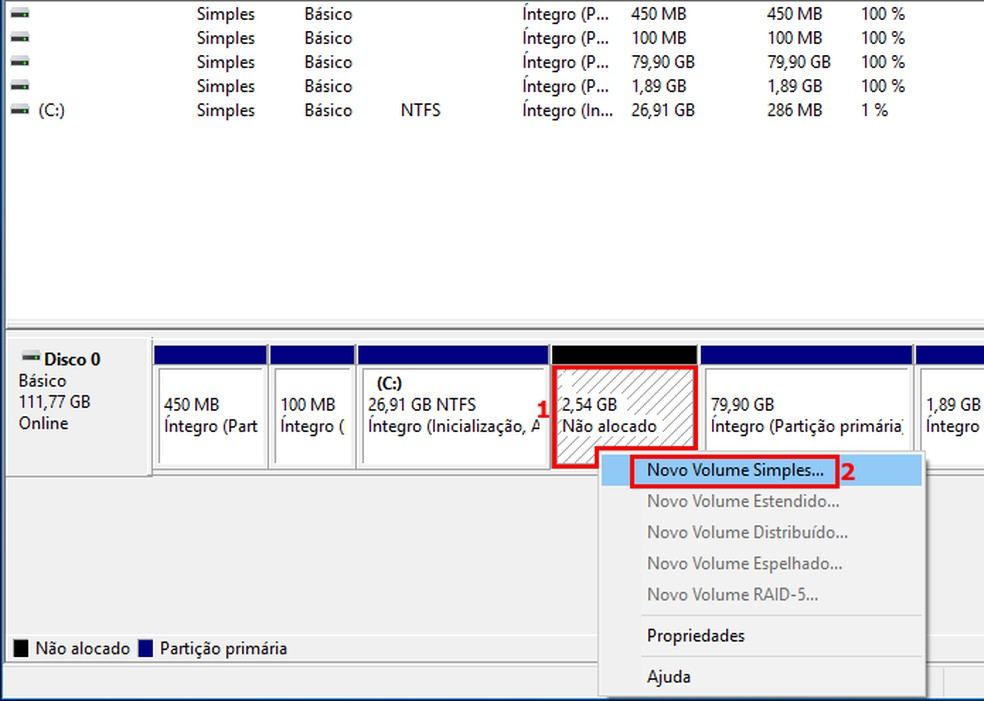 Simples Básico Íntegro (P... 450 MB 450 MB 100 %
Simples Básico Íntegro (P... 100 MB 100 MB 100 %
Simples Básico Íntegro (P... 79,90 GB 79,90 GB 100 %
Simples Básico Íntegro (P... 1,89 GB 1,89 GB 100 %
(C:) Simples Básico NTFS Íntegro (In... 26,91 GB 286 MB 1 %
Disco 0
Básico
111,77 GB
Online
450 MB
Íntegro (Part
100 MB
Íntegro (
(C:)
26,91 GB NTFS
Íntegro (Inicialização, A
1
2,54 GB
Não alocado
79,90 GB
Íntegro (Partição primária)
1,89 GB
Íntegro
Novo Volume Simples... 2
Novo Volume Estendido...
Novo Volume Distribuído...
Novo Volume Espelhado...
Novo Volume RAID-5...
Propriedades
Ajuda
Não alocado Partição primária